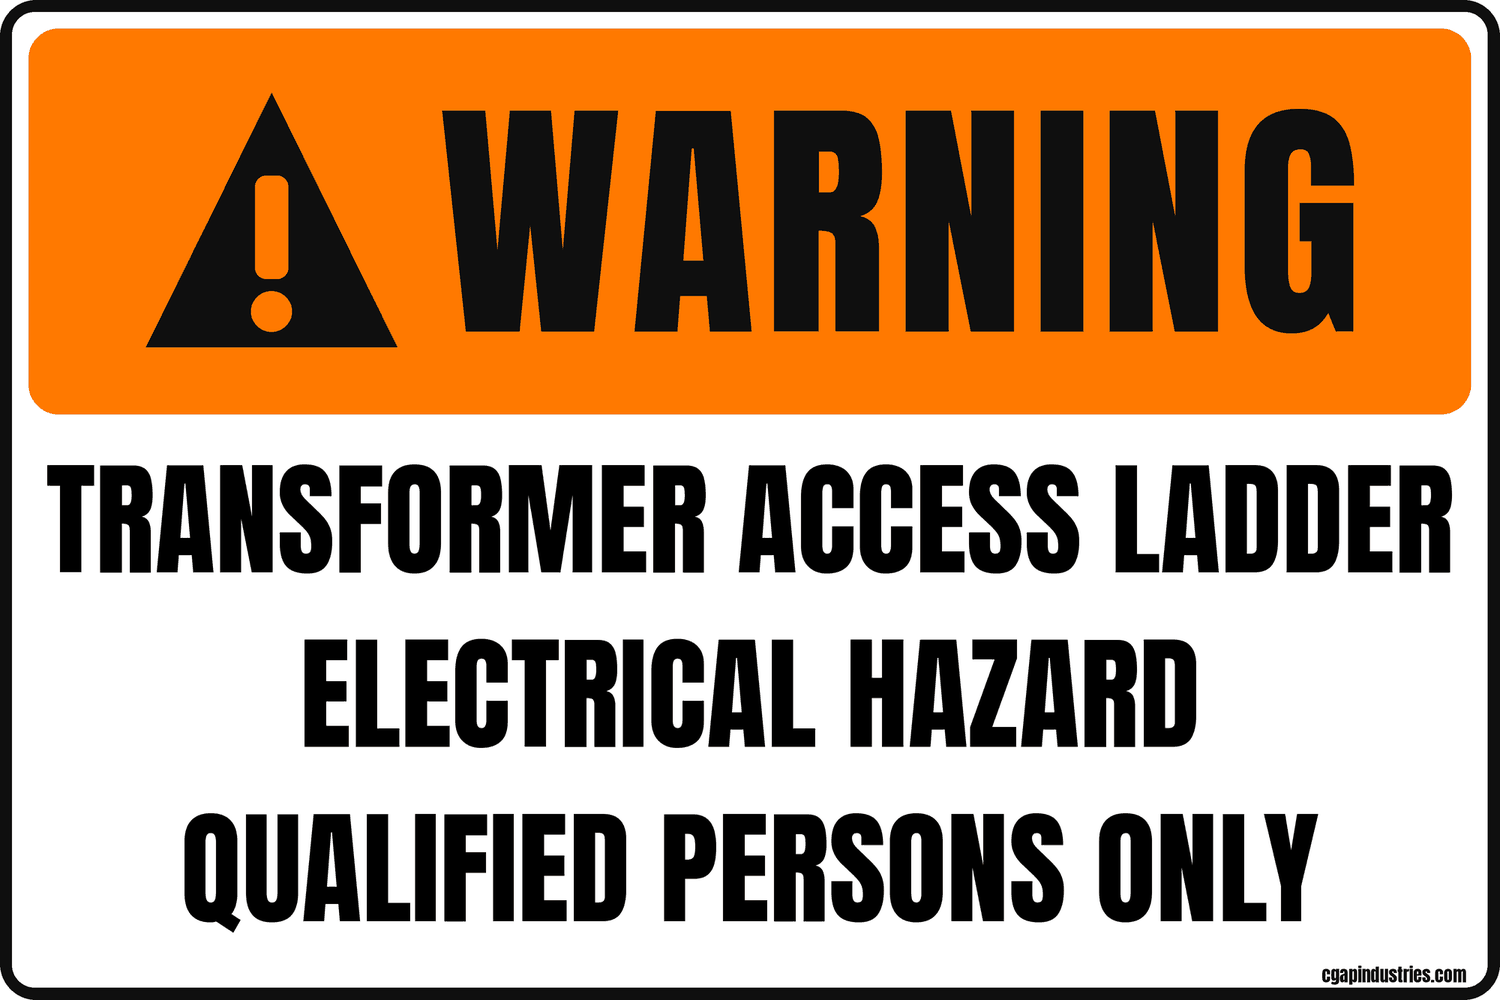 WARNING
TRANSFORMER ACCESS LADDER
ELECTRICAL HAZARD
QUALIFIED PERSONS ONLY
cgapindustries.com